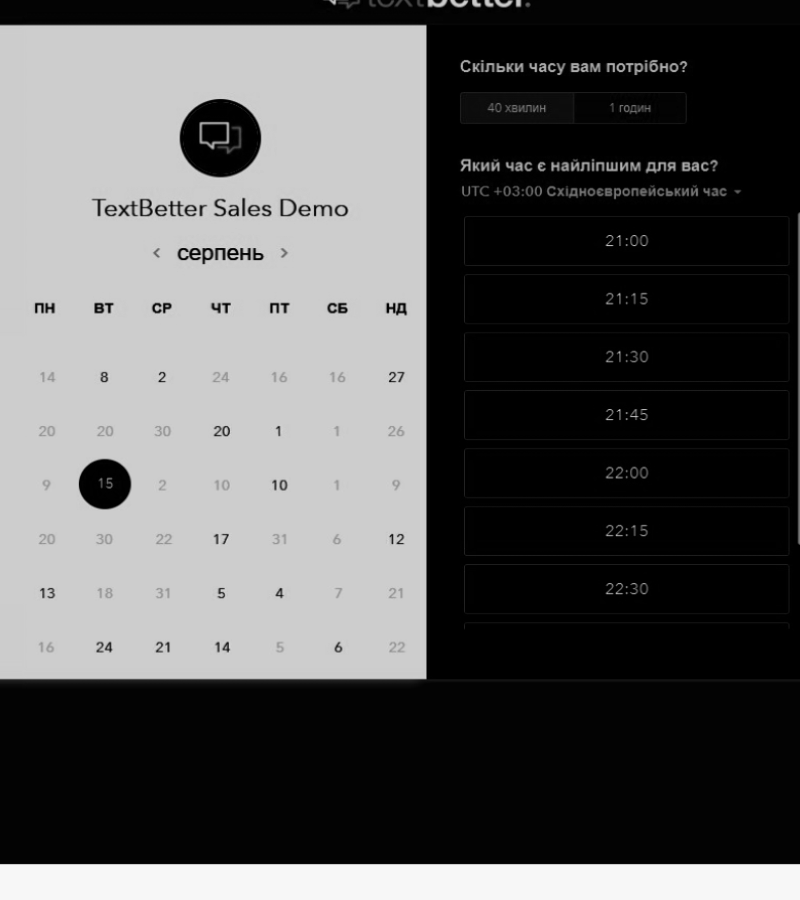 textbetter.
TextBetter Sales Demo
< серпень >
ПН ВТ СР ЧТ ПТ СБ НД
14 8 2 24 16 16 27
20 20 30 20 1 1 26
9 15 2 10 10 1 9
20 30 22 17 31 6 12
13 18 31 5 4 7 21
16 24 21 14 5 6 22
Скільки часу вам потрібно?
40 хвилин 1 годин
Який час є найліпшим для вас?
UTC +03:00 Східноєвропейський час
21:00
21:15
21:30
21:45
22:00
22:15
22:30